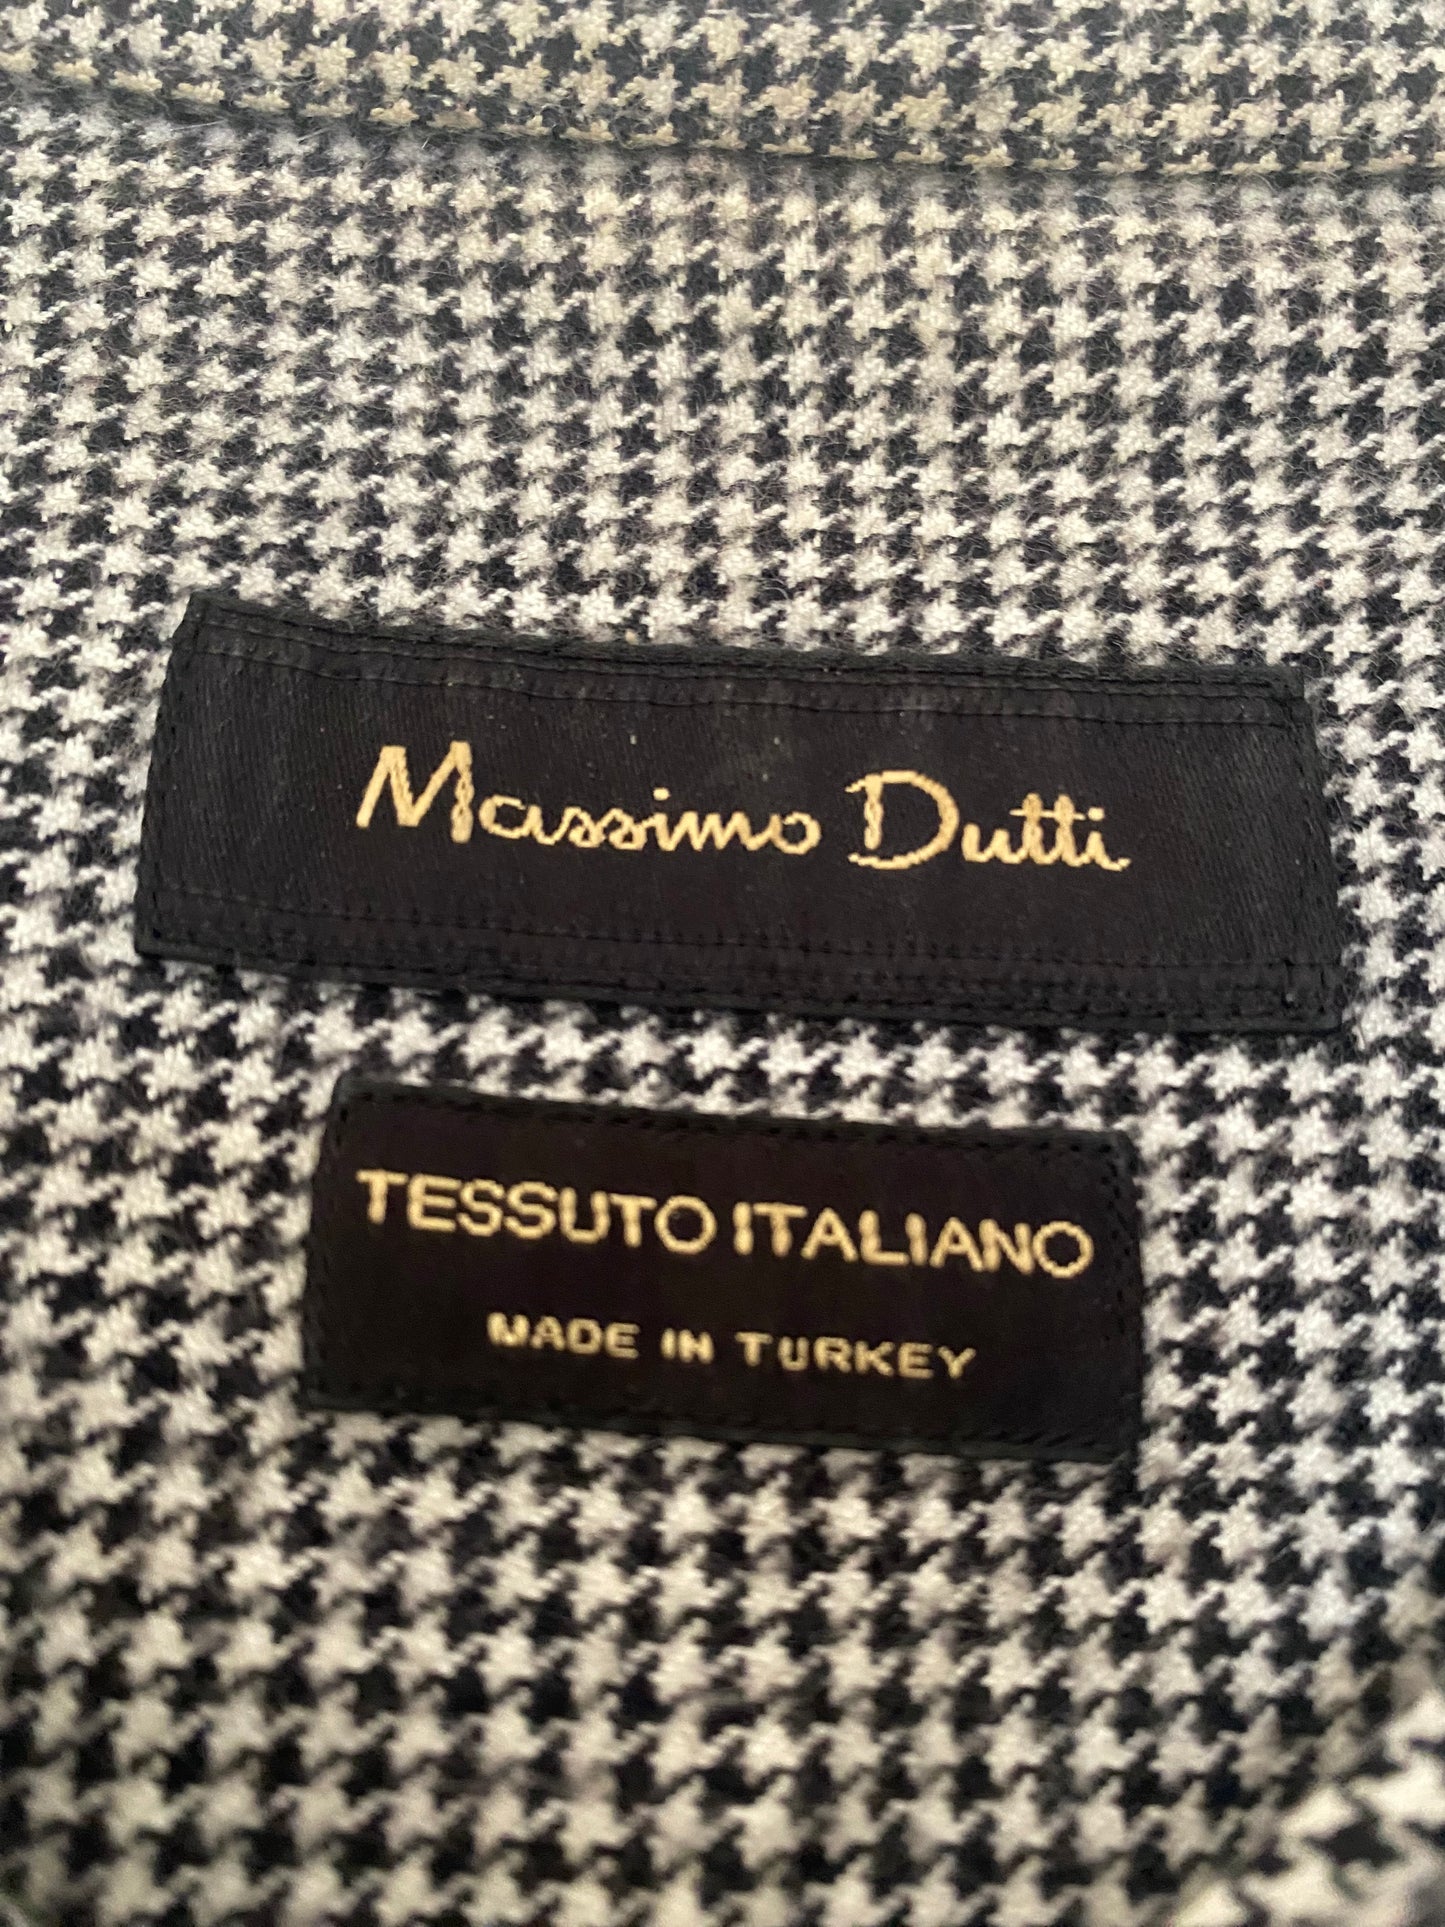 Massimo Dutti
TESSUTO ITALIANO
MADE IN TURKEY